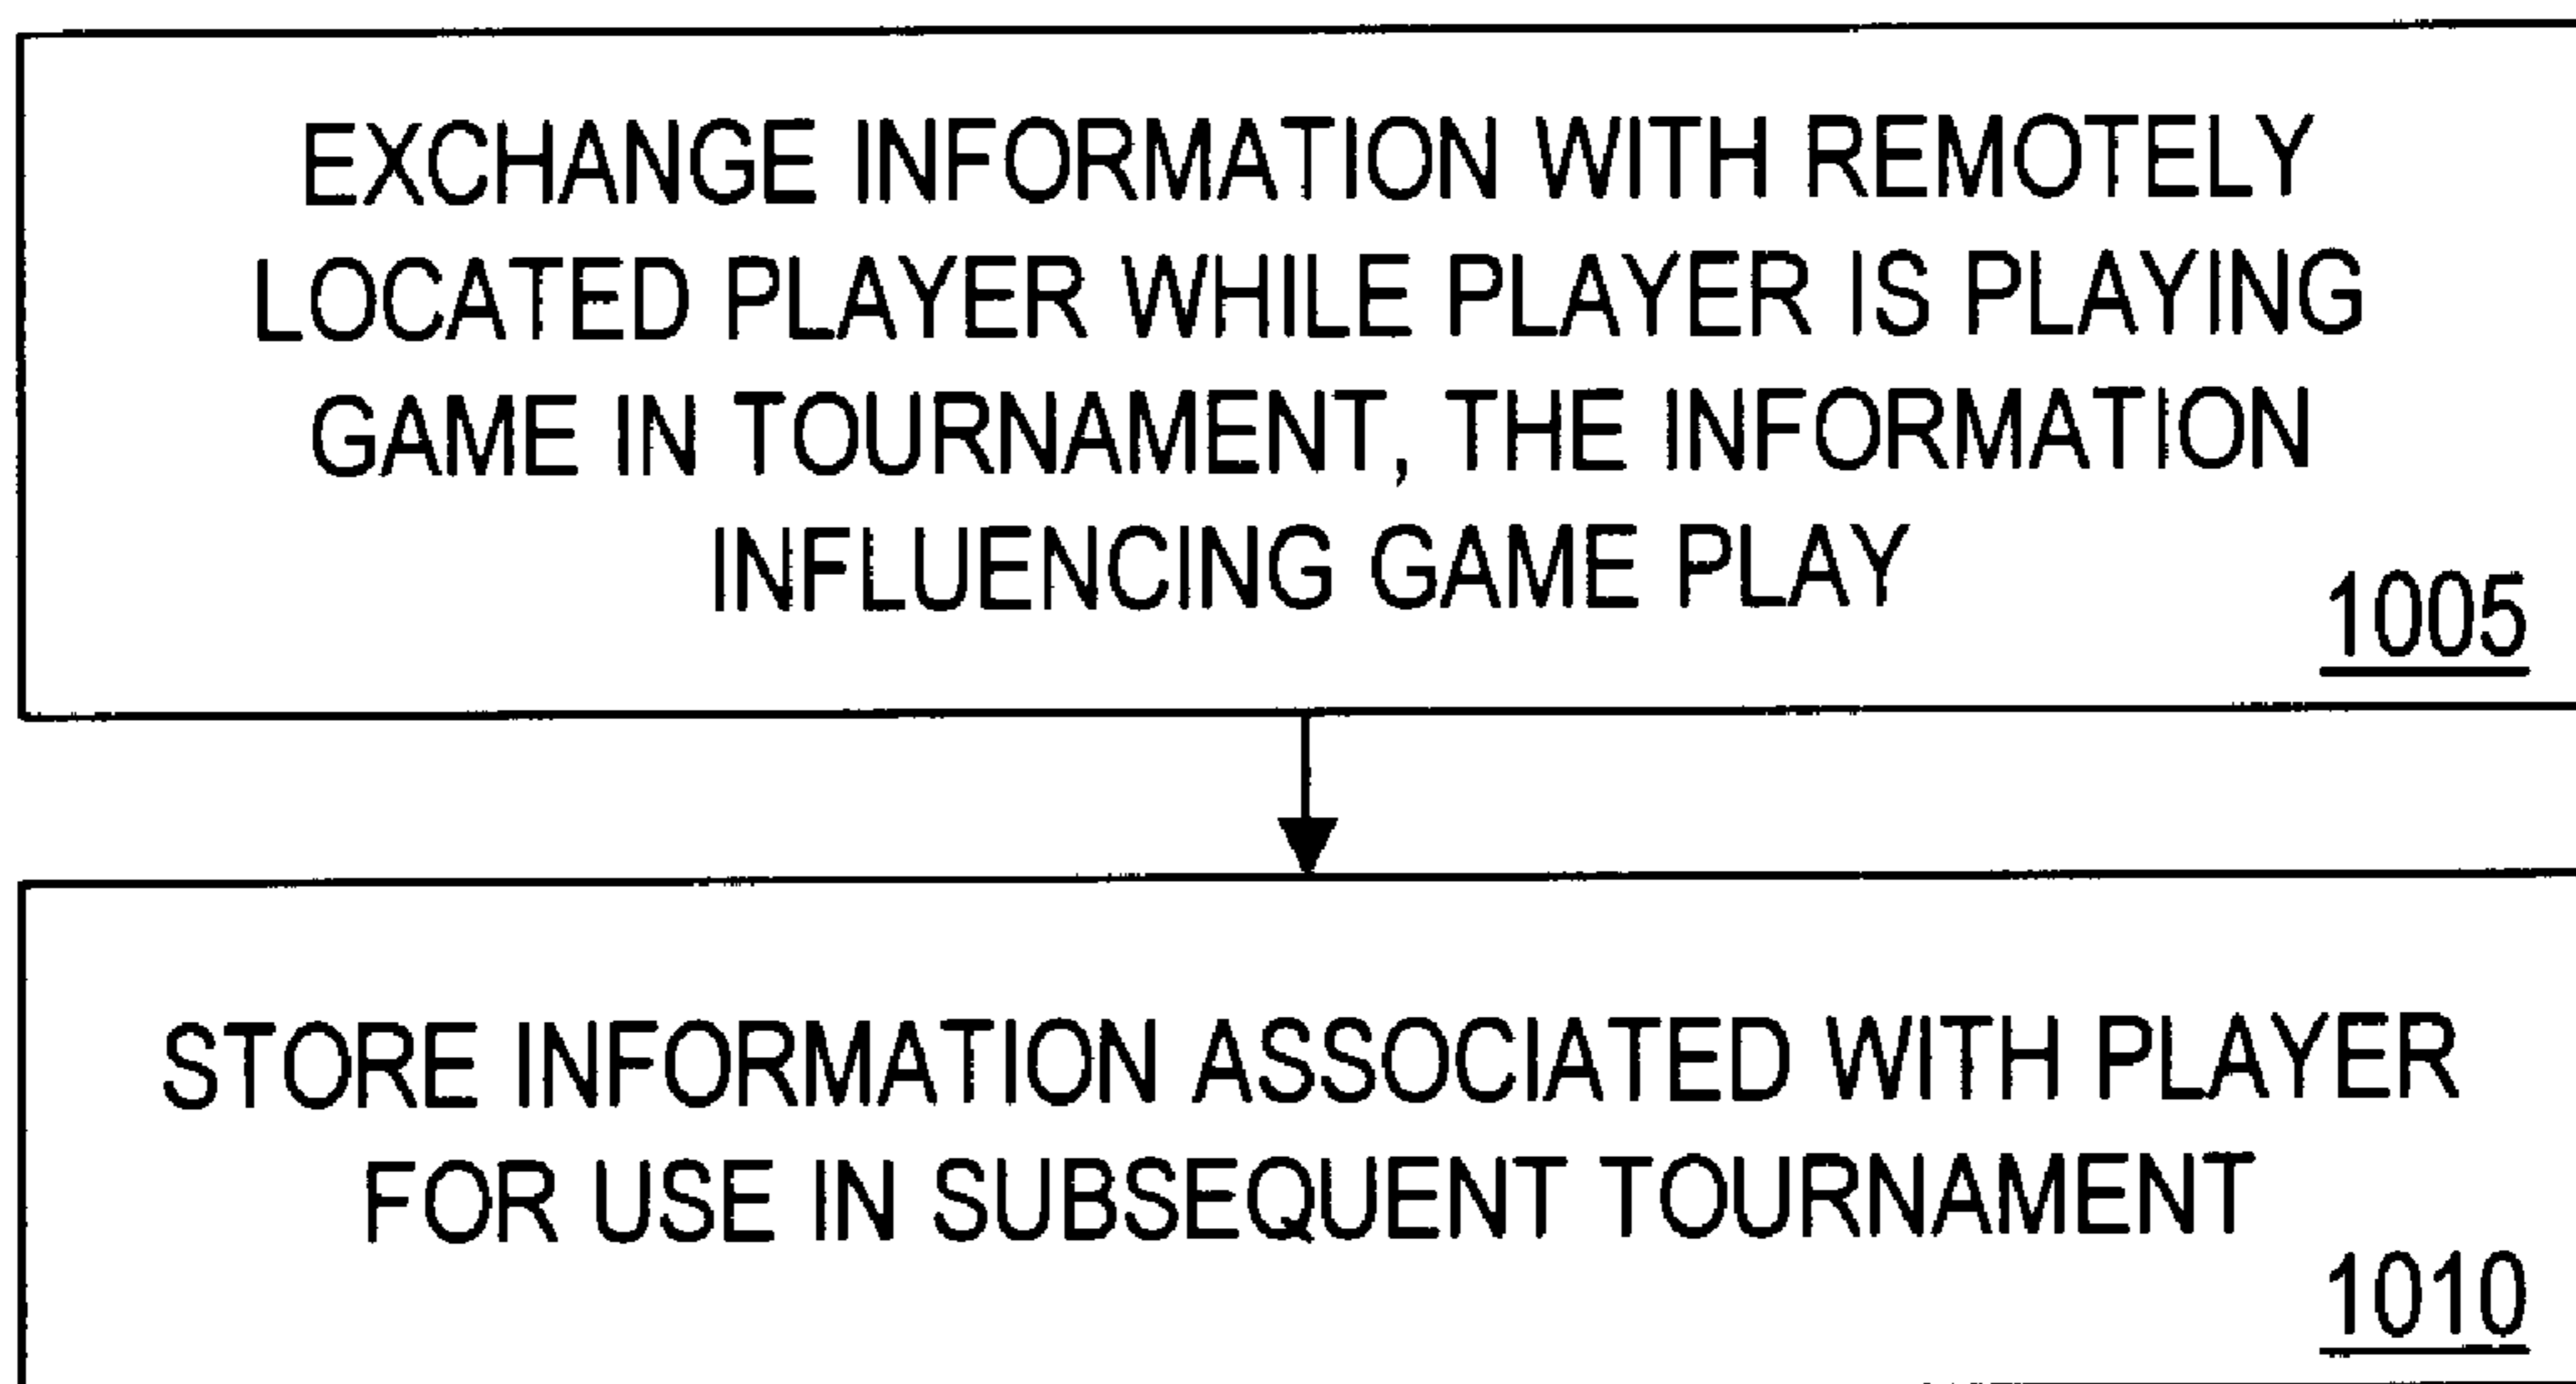 EXCHANGE INFORMATION WITH REMOTELY
LOCATED PLAYER WHILE PLAYER IS PLAYING
GAME IN TOURNAMENT, THE INFORMATION
INFLUENCING GAME PLAY
1005
STORE INFORMATION ASSOCIATED WITH PLAYER
FOR USE IN SUBSEQUENT TOURNAMENT
1010